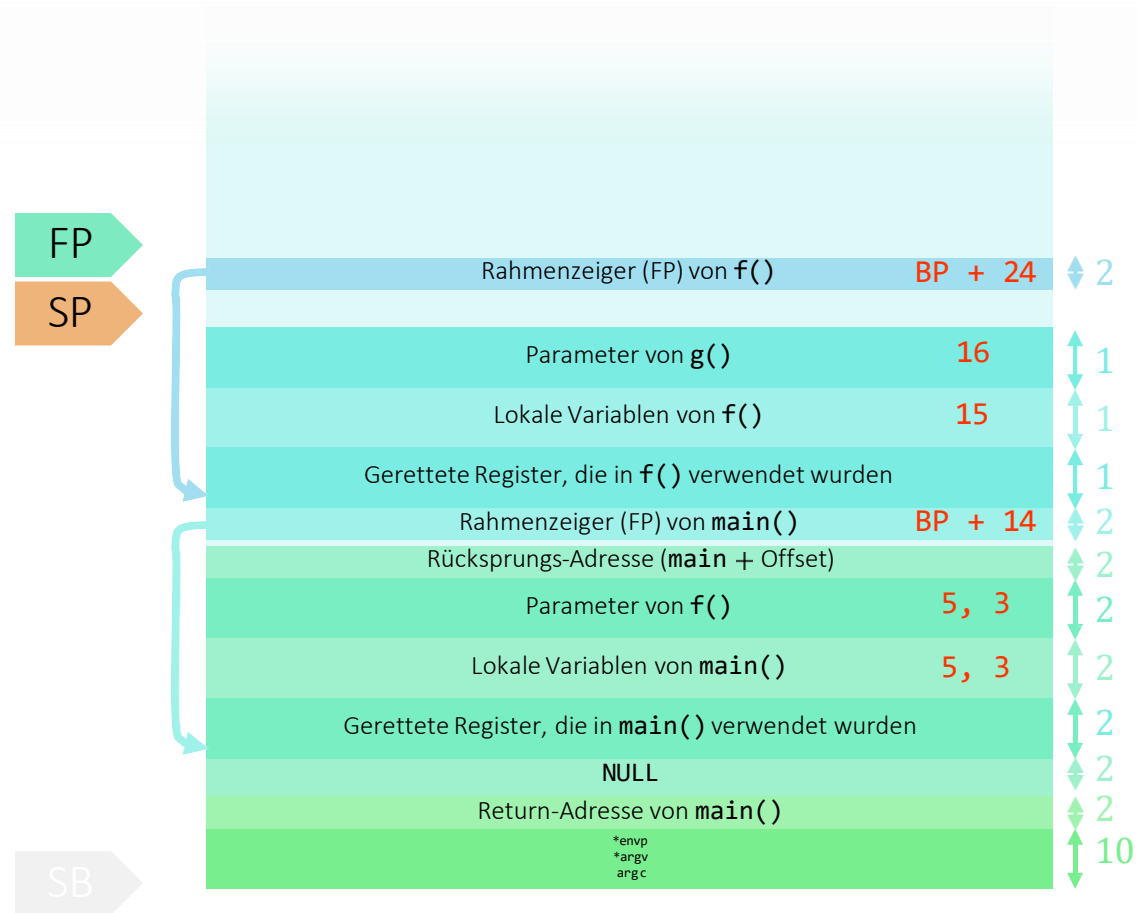 FP
Rahmenzeiger (FP) von f() BP + 24 2
SP
Parameter von g() 16 1
Lokale Variablen von f() 15 1
Gerettete Register, die in f() verwendet wurden 1
Rahmenzeiger (FP) von main() BP + 14 2
Rücksprungs-Adresse (main + Offset) 2
Parameter von f() 5, 3 2
Lokale Variablen von main() 5, 3 2
Gerettete Register, die in main() verwendet wurden 2
NULL 2
Return-Adresse von main() 2
*envp
*argv
argc
10
SB